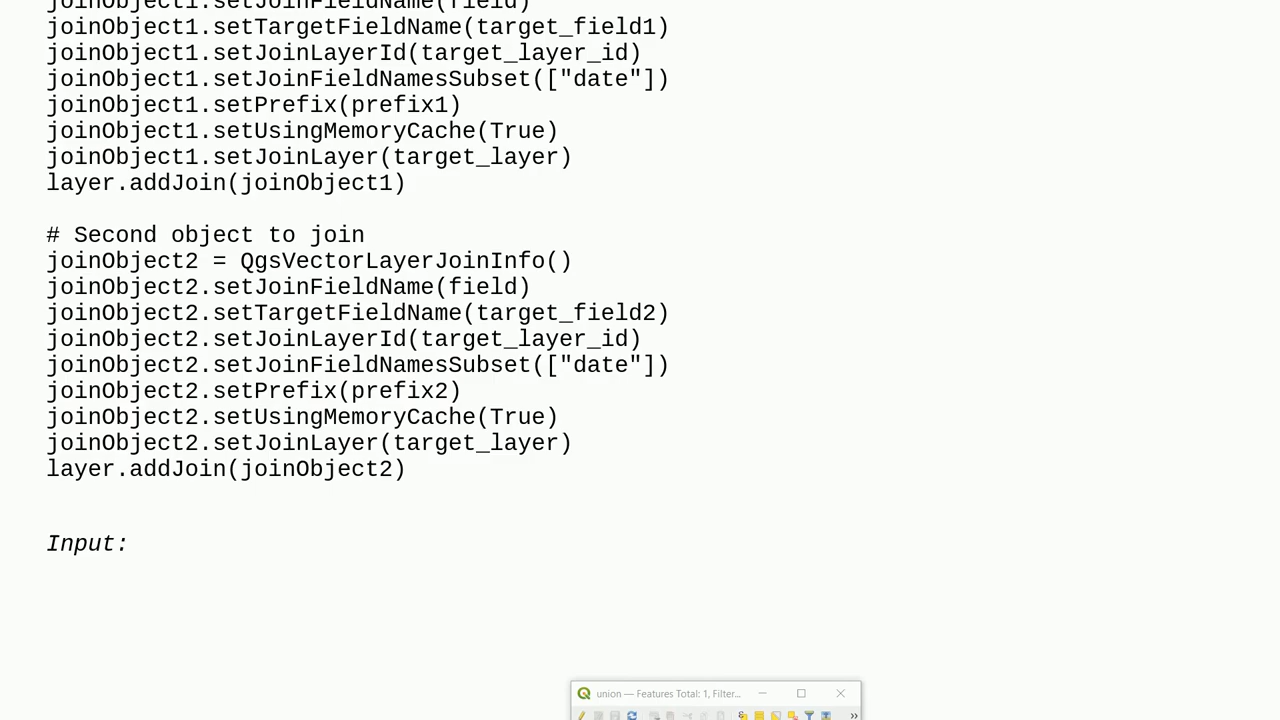 joinObject1.setJoinFieldName(field)
joinObject1.setTargetFieldName(target_field1)
joinObject1.setJoinLayerId(target_layer_id)
joinObject1.setJoinFieldNamesSubset(["date"])
joinObject1.setPrefix(prefix1)
joinObject1.setUsingMemoryCache(True)
joinObject1.setJoinLayer(target_layer)
layer.addJoin(joinObject1)
# Second object to join
joinObject2 = QgsVectorLayerJoinInfo()
joinObject2.setJoinFieldName(field)
joinObject2.setTargetFieldName(target_field2)
joinObject2.setJoinLayerId(target_layer_id)
joinObject2.setJoinFieldNamesSubset(["date"])
joinObject2.setPrefix(prefix2)
joinObject2.setUsingMemoryCache(True)
joinObject2.setJoinLayer(target_layer)
layer.addJoin(joinObject2)
Input:
union — Features Total: 1, Filter...